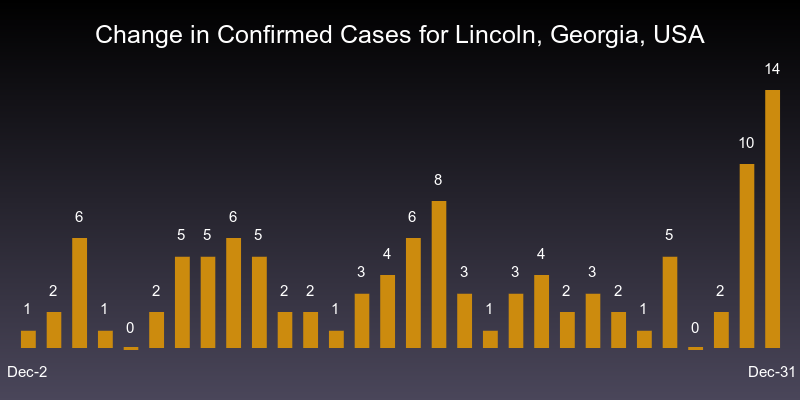 Change in Confirmed Cases for Lincoln, Georgia, USA
1 2 6 1 0 2 5 5 6 5 2 2 1 3 4 6 8 3 1 3 4 2 3 2 1 5 0 2 10 14
Dec-2 Dec-31